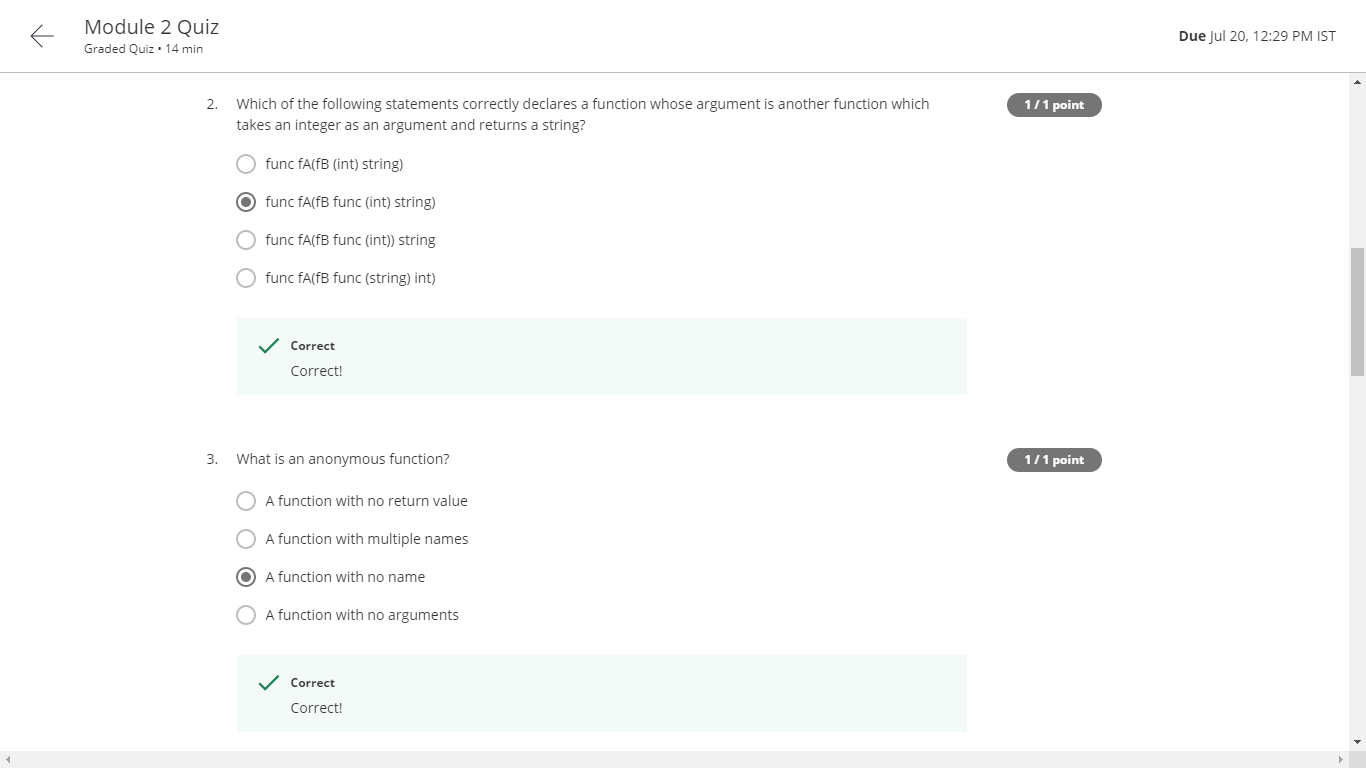 Module 2 Quiz
Graded Quiz • 14 min
Due Jul 20, 12:29 PM IST
2. Which of the following statements correctly declares a function whose argument is another function which
takes an integer as an argument and returns a string?
1 / 1 point
func fA(fB (int) string)
func fA(fB func (int) string)
func fA(fB func (int)) string
func fA(fB func (string) int)
Correct
Correct!
3. What is an anonymous function?
1 / 1 point
A function with no return value
A function with multiple names
A function with no name
A function with no arguments
Correct
Correct!